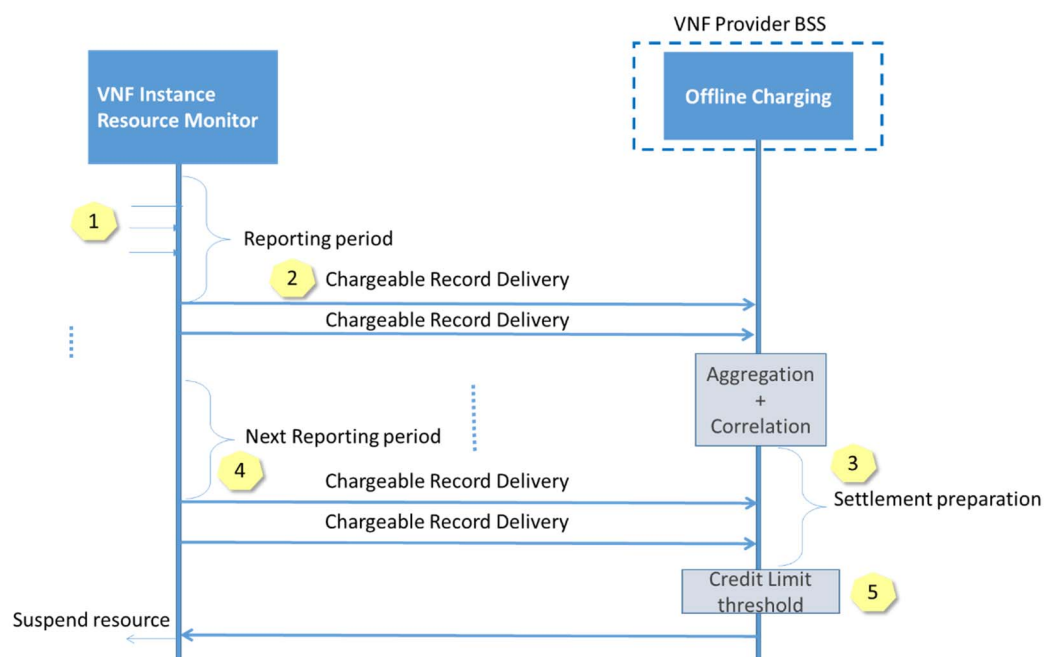 VNF Provider BSS
VNF Instance
Resource Monitor
Offline Charging
1
Reporting period
2
Chargeable Record Delivery
Chargeable Record Delivery
Aggregation
+
Correlation
Next Reporting period
3
4
Chargeable Record Delivery
Settlement preparation
Chargeable Record Delivery
Credit Limit
threshold
5
Suspend resource